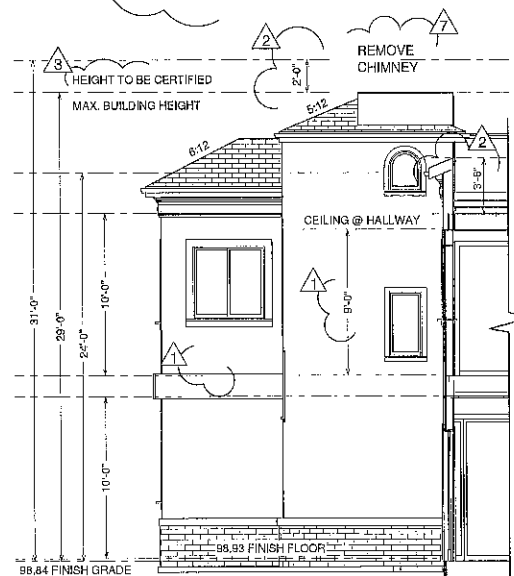 7
2
REMOVE
CHIMNEY
3
HEIGHT TO BE CERTIFIED
2'-0"
MAX. BUILDING HEIGHT
5:12
6:12
2
3'-6"
CEILING @ HALLWAY
1
9'-0"
10'-0"
31'-0"
29'-0"
24'-0"
1
10'-0"
98.93 FINISH FLOOR
98.84 FINISH GRADE